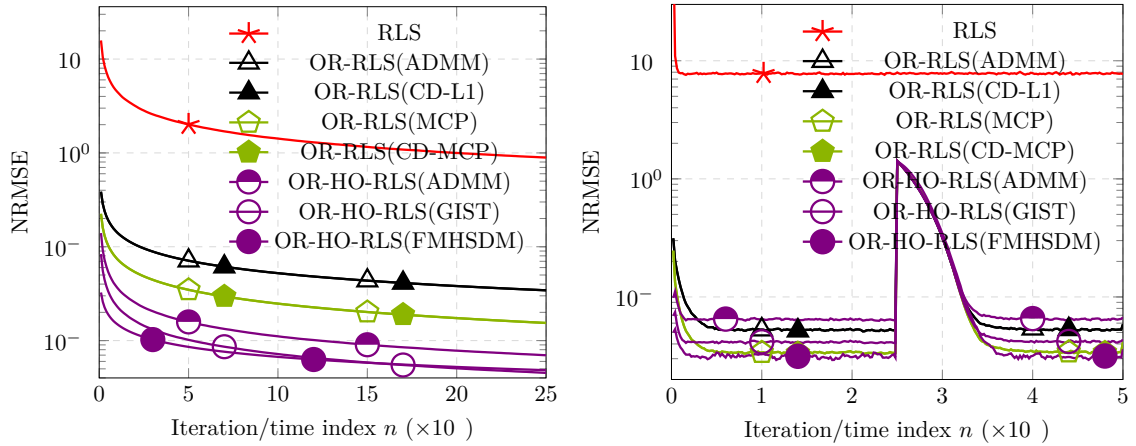 NRMSE
10
10⁰
10⁻
10⁻
0
5
10
15
20
25
Iteration/time index n (×10 )
RLS
OR-RLS(ADMM)
OR-RLS(CD-L1)
OR-RLS(MCP)
OR-RLS(CD-MCP)
OR-HO-RLS(ADMM)
OR-HO-RLS(GIST)
OR-HO-RLS(FMHSDM)
NRMSE
10
10⁰
10⁻
0
1
2
3
4
5
Iteration/time index n (×10 )
RLS
OR-RLS(ADMM)
OR-RLS(CD-L1)
OR-RLS(MCP)
OR-RLS(CD-MCP)
OR-HO-RLS(ADMM)
OR-HO-RLS(GIST)
OR-HO-RLS(FMHSDM)